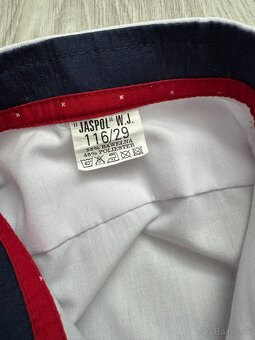 "JASPOL" W.J.
116/29
55% BAWEŁNA
45% POLIESTER